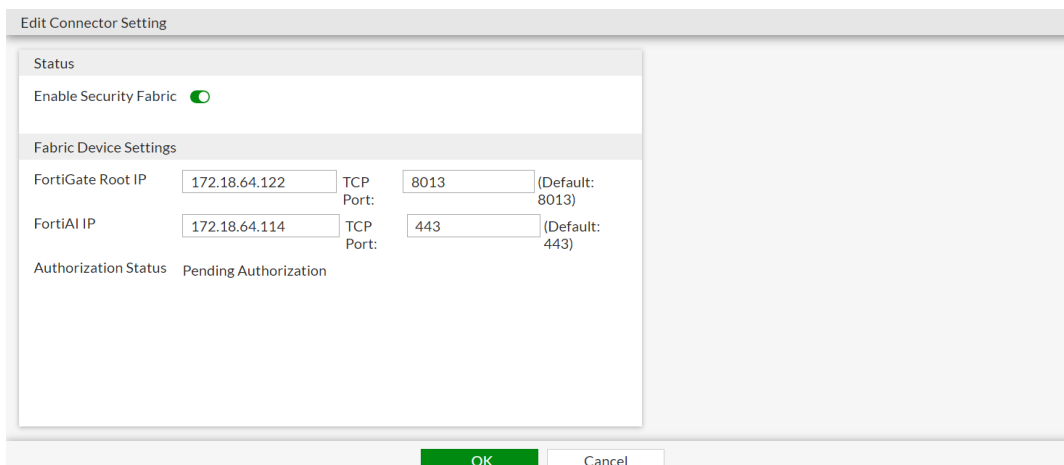 Edit Connector Setting
Status
Enable Security Fabric
Fabric Device Settings
FortiGate Root IP 172.18.64.122 TCP Port: 8013 (Default: 8013)
FortiAI IP 172.18.64.114 TCP Port: 443 (Default: 443)
Authorization Status Pending Authorization
OK Cancel